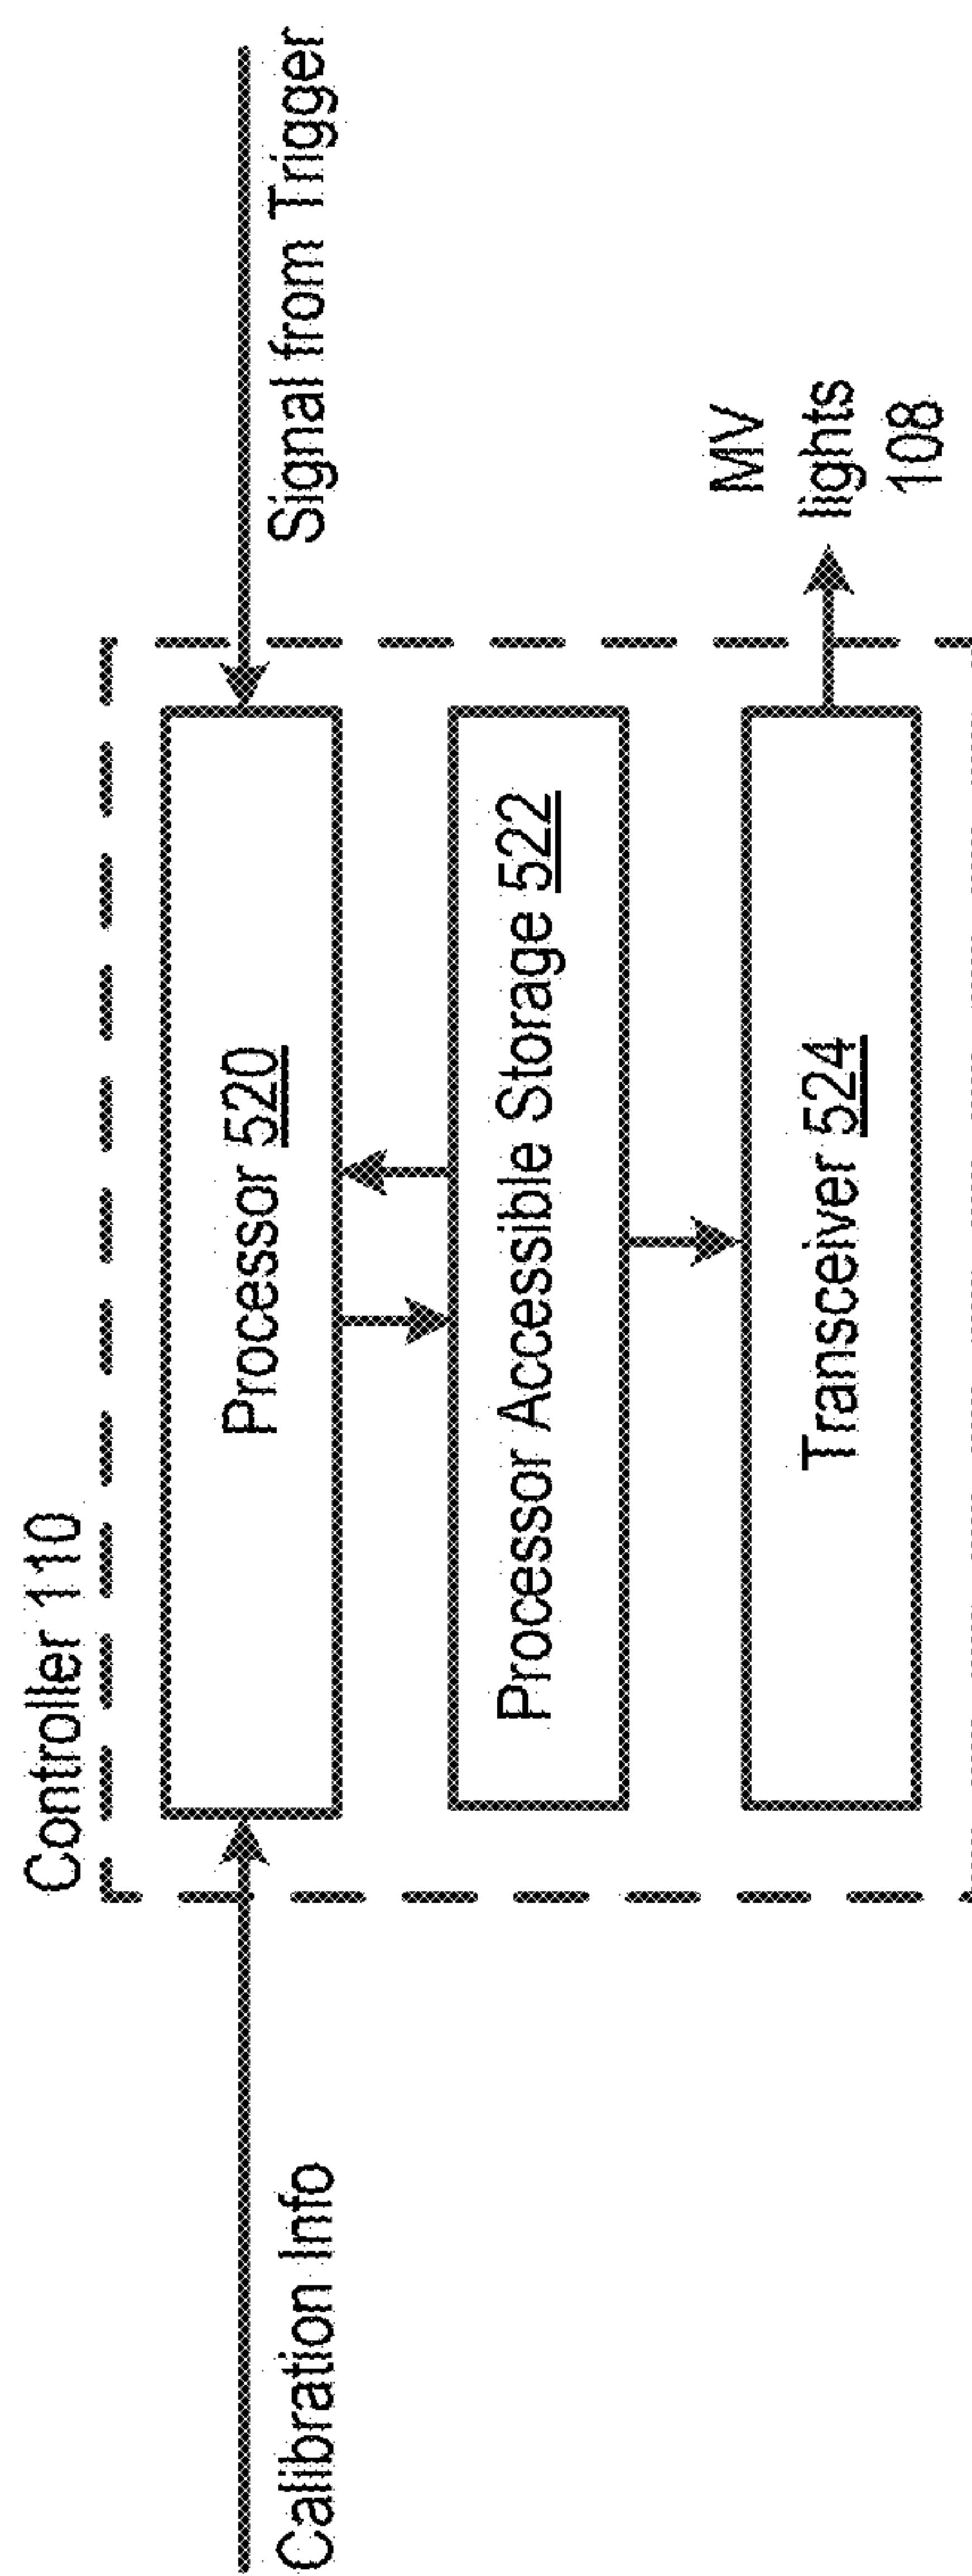 Controller 110
Calibration Info
Processor 520
Signal from Trigger
Processor Accessible Storage 522
Transceiver 524
MV
lights
108